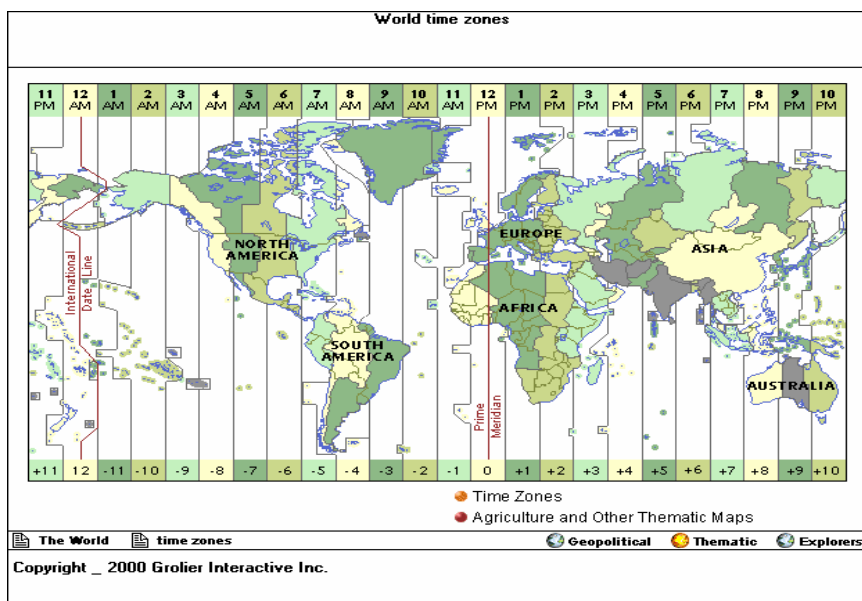 World time zones
11 12 1 2 3 4 5 6 7 8 9 10 11 12 1 2 3 4 5 6 7 8 9 10
PM AM AM AM AM AM AM AM AM AM AM AM AM PM PM PM PM PM PM PM PM PM PM PM
International
Date Line
NORTH
AMERICA
SOUTH
AMERICA
EUROPE
AFRICA
ASIA
AUSTRALIA
Prime
Meridian
+11 12 -11 -10 -9 -8 -7 -6 -5 -4 -3 -2 -1 0 +1 +2 +3 +4 +5 +6 +7 +8 +9 +10
Time Zones
Agriculture and Other Thematic Maps
The World time zones Geopolitical Thematic Explorers
Copyright _ 2000 Grolier Interactive Inc.